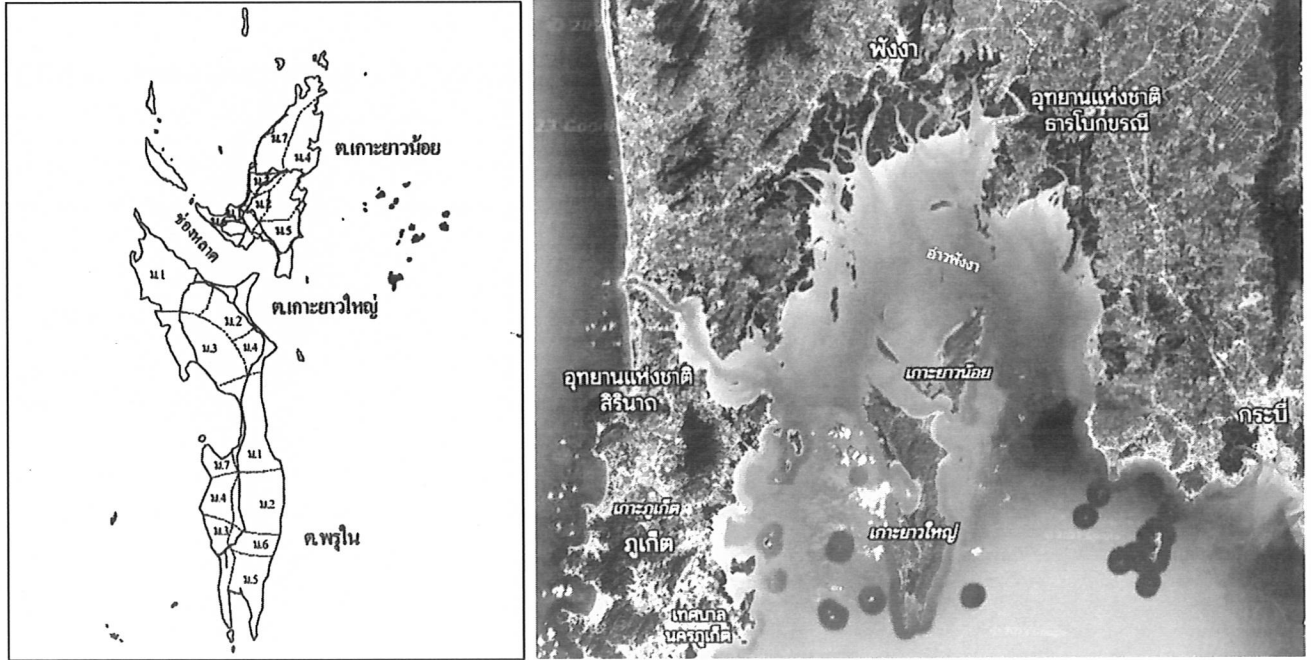 ม.7
ต.เกาะยาวน้อย
ม.4
ม.5
ช่องหลาด
ม.1
ต.เกาะยาวใหญ่
ม.2
ม.3
ม.4
ม.1
ม.7
ม.4
ม.2
ต.พรุใน
ม.6
ม.5
พังงา
อุทยานแห่งชาติ
ธารโบกขรณี
อ่าวพังงา
อุทยานแห่งชาติ
สิรินาถ
เกาะยาวน้อย
กระบี่
เกาะภูเก็ต
ภูเก็ต
เกาะยาวใหญ่
เทศบาล
นครภูเก็ต